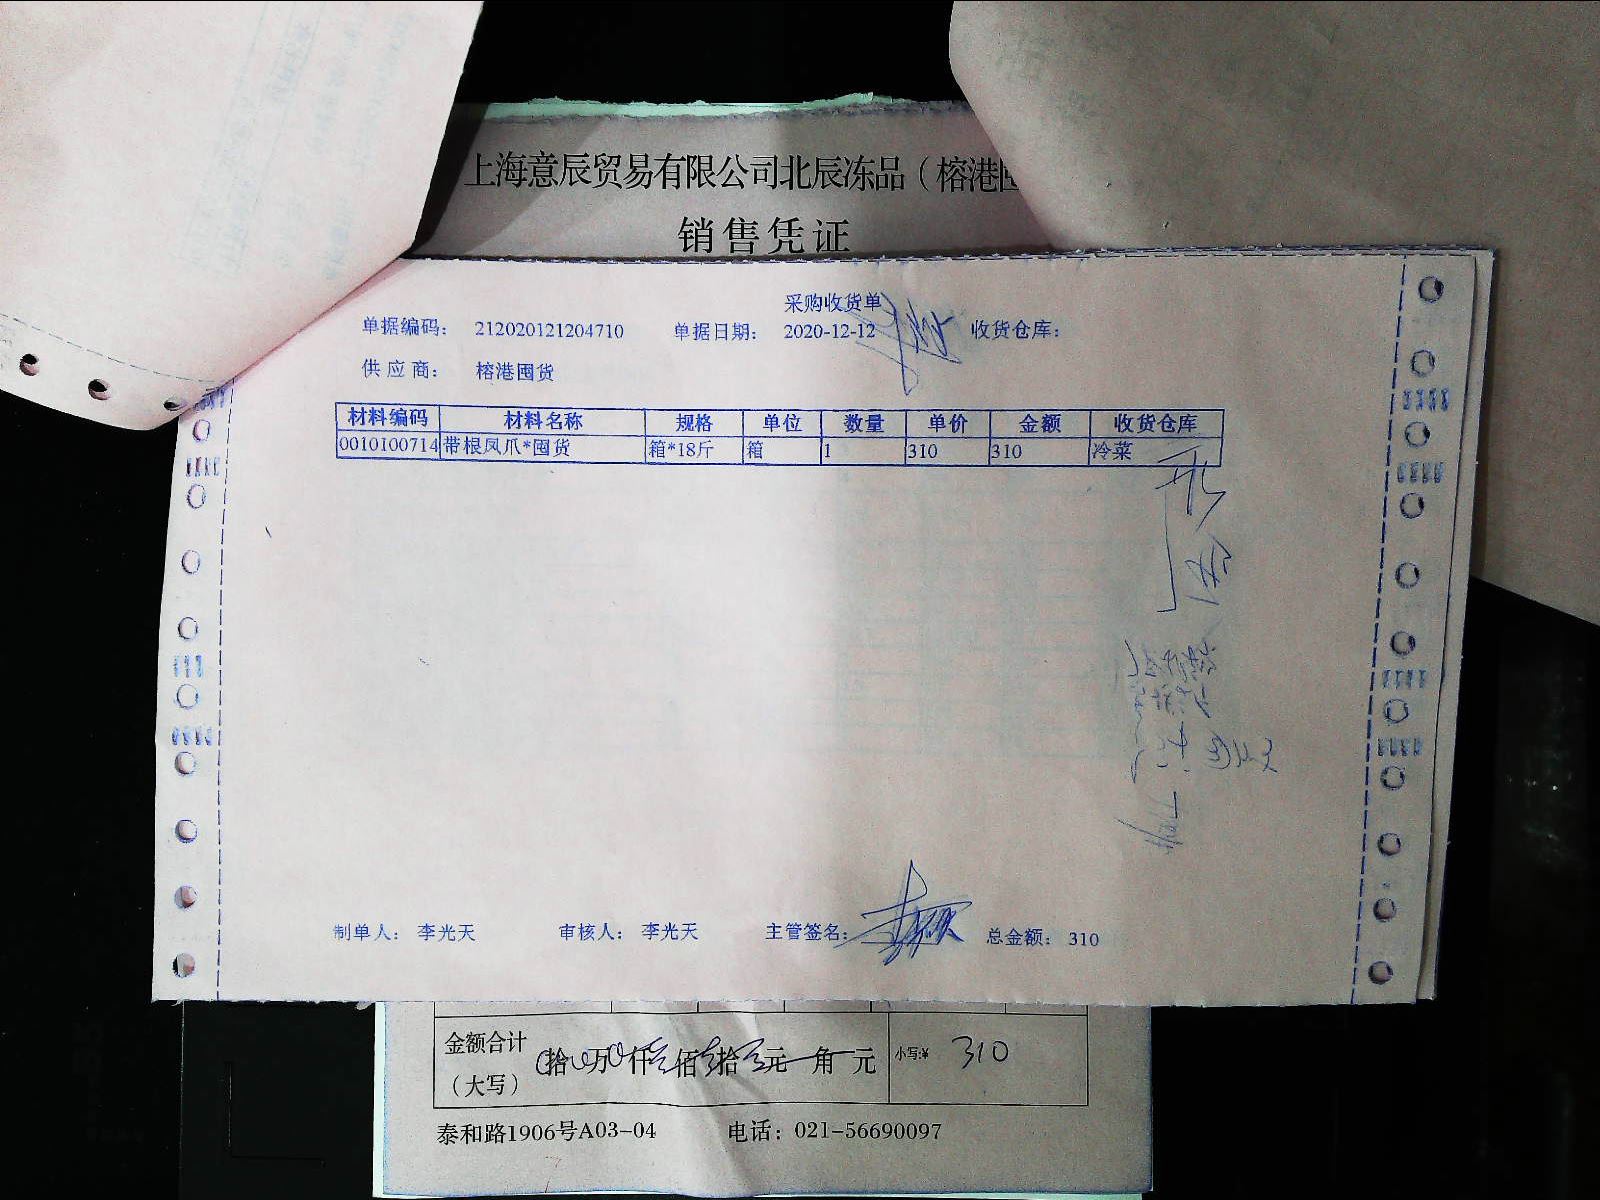 上海意辰贸易有限公司北辰冻品（榕港囤
销售凭证
采购收货单
单据编码： 212020121204710 单据日期： 2020-12-12 收货仓库：
供应商： 榕港囤货
材料编码 材料名称 规格 单位 数量 单价 金额 收货仓库
0010100714 带根凤爪*囤货 箱*18斤 箱 1 310 310 冷菜
制单人： 李光天 审核人： 李光天 主管签名： 总金额： 310
金额合计 拾 万 仟 佰 拾 元 角 元 小写:¥ 310
（大写）
泰和路1906号A03-04 电话：021-56690097